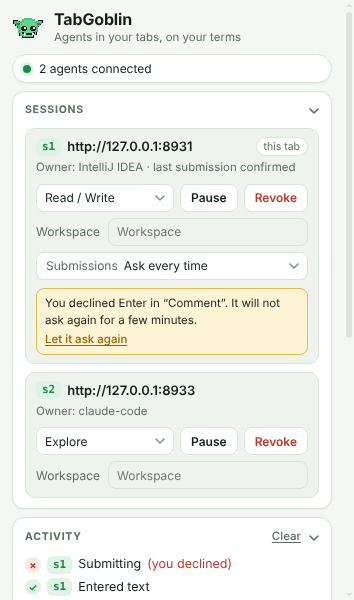 TabGoblin
Agents in your tabs, on your terms
2 agents connected
SESSIONS
s1 http://127.0.0.1:8931 this tab
Owner: IntelliJ IDEA · last submission confirmed
Read / Write Pause Revoke
Workspace Workspace
Submissions Ask every time
You declined Enter in “Comment”. It will not
ask again for a few minutes.
Let it ask again
s2 http://127.0.0.1:8933
Owner: claude-code
Explore Pause Revoke
Workspace Workspace
ACTIVITY Clear
s1 Submitting (you declined)
s1 Entered text